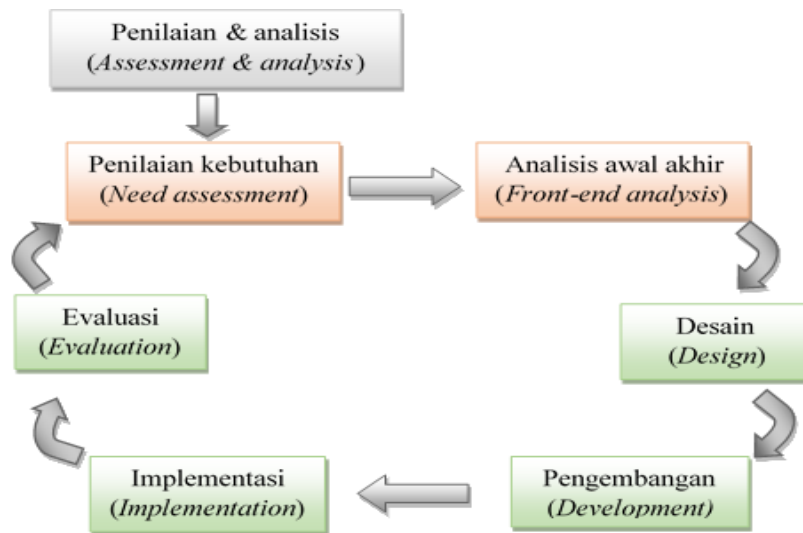 Penilaian & analisis
(Assessment & analysis)
Penilaian kebutuhan
(Need assessment)
Analisis awal akhir
(Front-end analysis)
Desain
(Design)
Pengembangan
(Development)
Implementasi
(Implementation)
Evaluasi
(Evaluation)